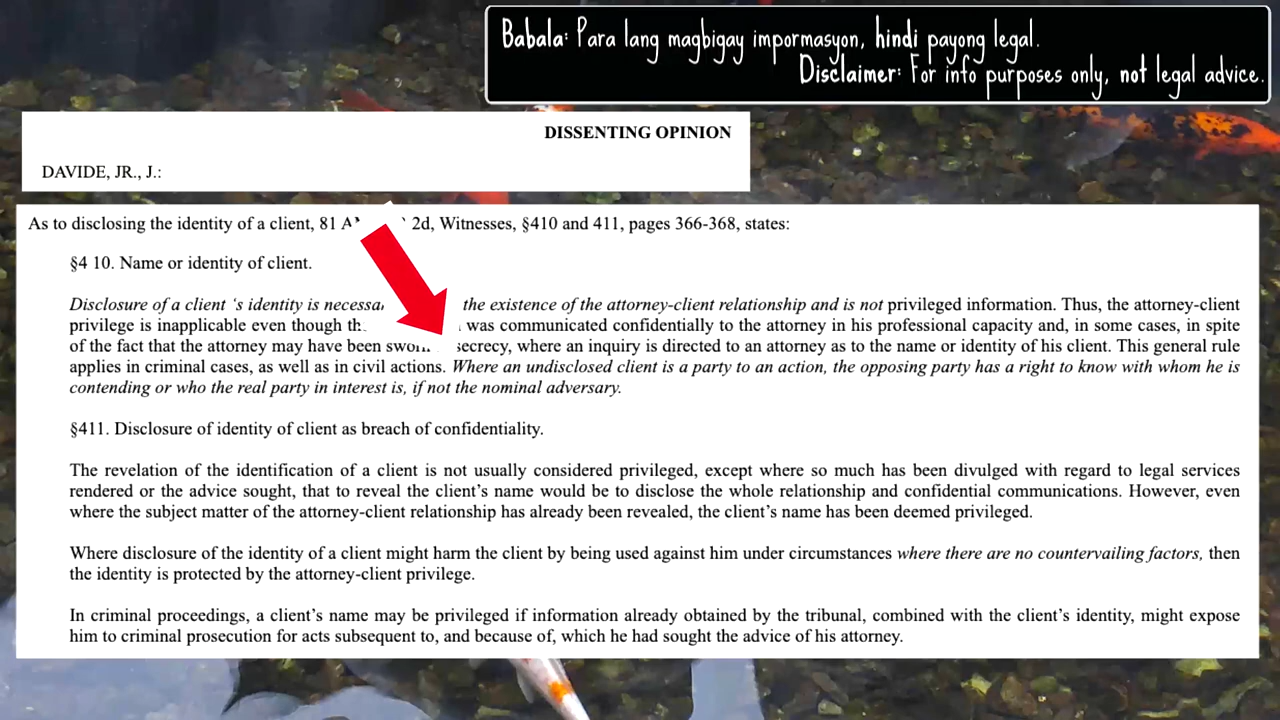 Babala: Para lang magbigay impormasyon, hindi payong legal.
Disclaimer: For info purposes only, not legal advice.
DISSENTING OPINION
DAVIDE, JR., J.:
As to disclosing the identity of a client, 81 2d, Witnesses, §410 and 411, pages 366-368, states:
§4 10. Name or identity of client.
Disclosure of a client ‘s identity is the existence of the attorney-client relationship and is not privileged information. Thus, the attorney-client
privilege is inapplicable even though was communicated confidentially to the attorney in his professional capacity and, in some cases, in spite
of the fact that the attorney may have been secrecy, where an inquiry is directed to an attorney as to the name or identity of his client. This general rule
applies in criminal cases, as well as in civil actions. Where an undisclosed client is a party to an action, the opposing party has a right to know with whom he is
contending or who the real party in interest is, if not the nominal adversary.
§411. Disclosure of identity of client as breach of confidentiality.
The revelation of the identification of a client is not usually considered privileged, except where so much has been divulged with regard to legal services
rendered or the advice sought, that to reveal the client’s name would be to disclose the whole relationship and confidential communications. However, even
where the subject matter of the attorney-client relationship has already been revealed, the client’s name has been deemed privileged.
Where disclosure of the identity of a client might harm the client by being used against him under circumstances where there are no countervailing factors, then
the identity is protected by the attorney-client privilege.
In criminal proceedings, a client’s name may be privileged if information already obtained by the tribunal, combined with the client’s identity, might expose
him to criminal prosecution for acts subsequent to, and because of, which he had sought the advice of his attorney.